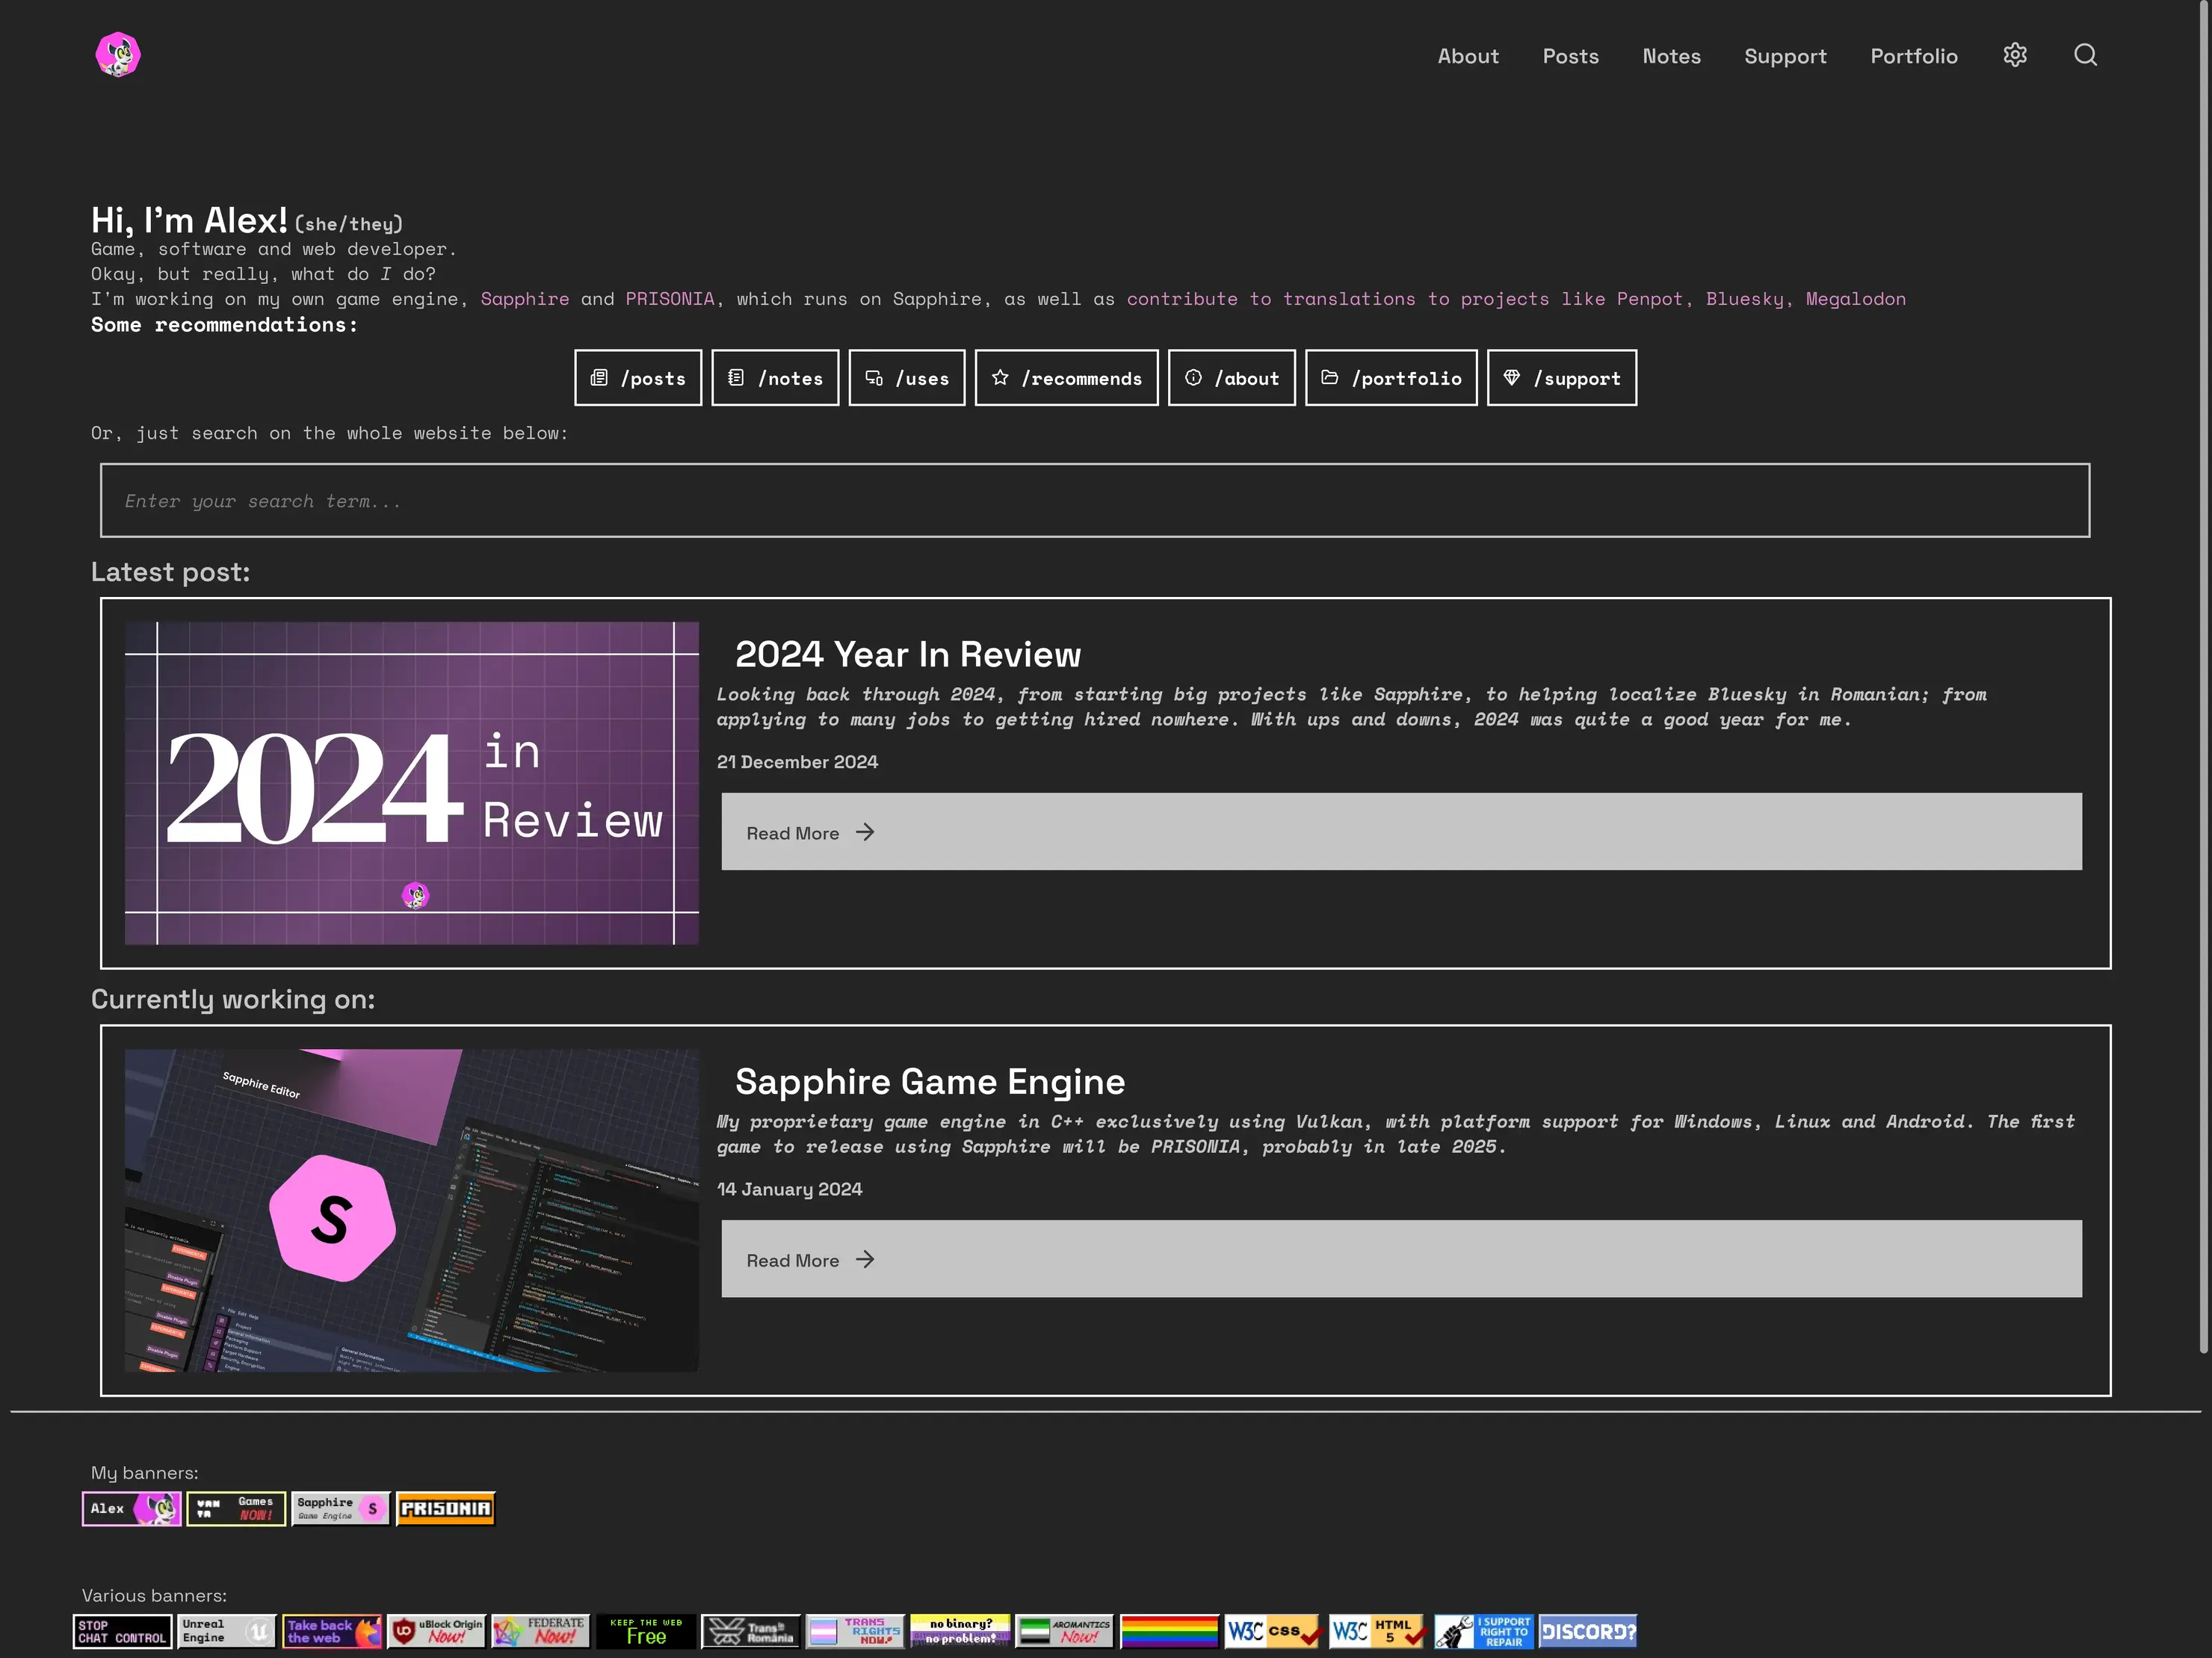 About Posts Notes Support Portfolio
Hi, I'm Alex! (she/they)
Game, software and web developer.
Okay, but really, what do I do?
I'm working on my own game engine, Sapphire and PRISONIA, which runs on Sapphire, as well as contribute to translations to projects like Penpot, Bluesky, Megalodon
Some recommendations:
/posts /notes /uses /recommends /about /portfolio /support
Or, just search on the whole website below:
Enter your search term...
Latest post:
2024 in
Review
2024 Year In Review
Looking back through 2024, from starting big projects like Sapphire, to helping localize Bluesky in Romanian; from
applying to many jobs to getting hired nowhere. With ups and downs, 2024 was quite a good year for me.
21 December 2024
Read More
Currently working on:
Sapphire Editor
S
Sapphire Game Engine
My proprietary game engine in C++ exclusively using Vulkan, with platform support for Windows, Linux and Android. The first
game to release using Sapphire will be PRISONIA, probably in late 2025.
14 January 2024
Read More
My banners:
Alex
VAN TA Games NOW!
Sapphire Game Engine S
PRISONIA
Various banners:
STOP CHAT CONTROL
Unreal Engine
Take back the web
uBlock Origin Now!
FEDERATE Now!
KEEP THE WEB Free
Trans România
TRANS RIGHTS NOW!
no binary? no problem!
AROMANTICS Now!
W3C CSS
W3C HTML 5
I SUPPORT RIGHT TO REPAIR
DISCORD?